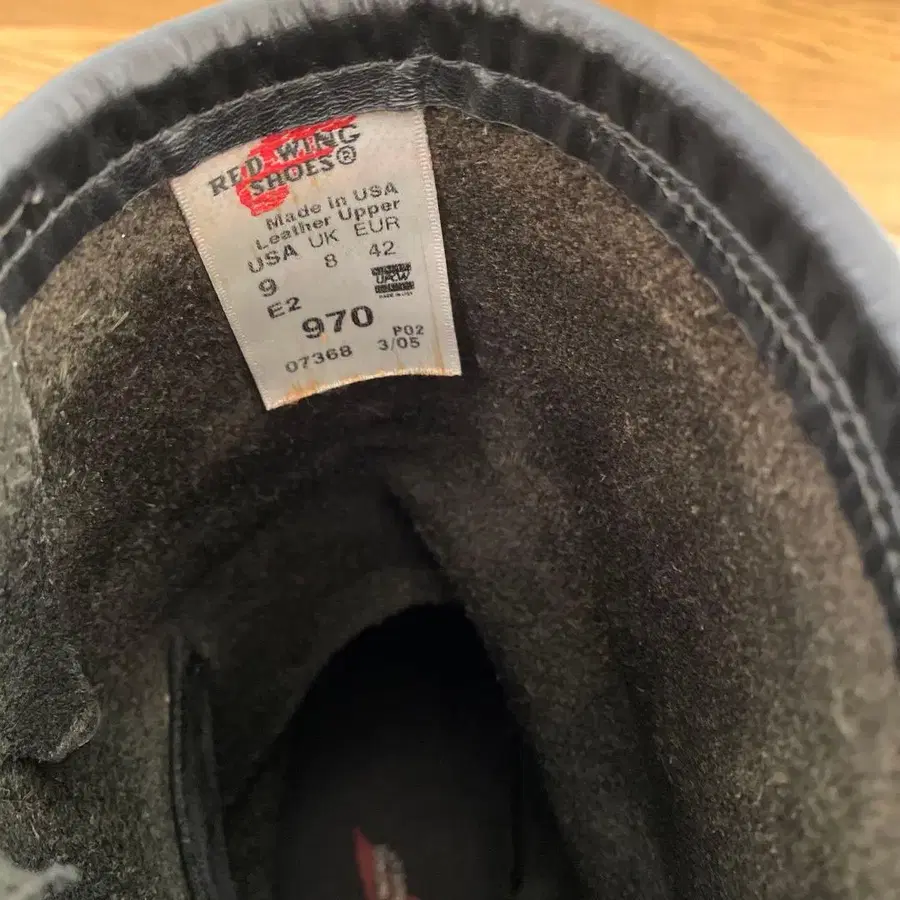 RED WING
SHOES®
Made in USA
Leather Upper
USA UK EUR
9 8 42
UFCW
E2
970
P02
07368 3/05